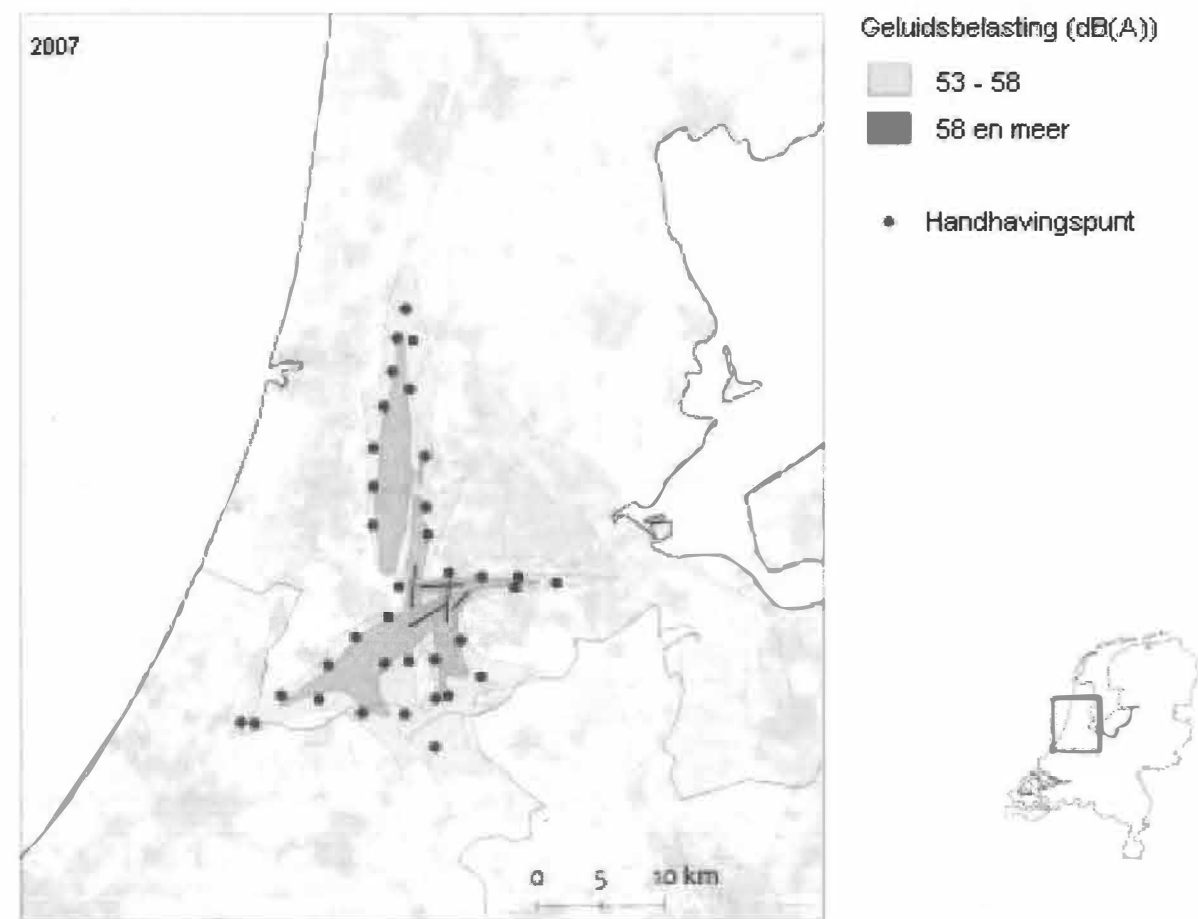 2007
Geluidsbelasting (dB(A))
53 - 58
58 en meer
Handhavingspunt
0 5 10 km